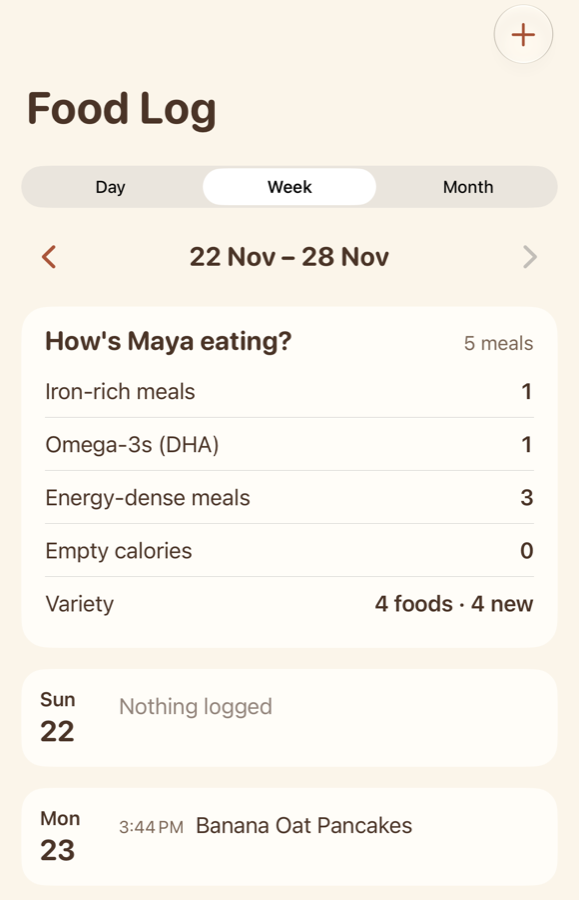 Food Log
Day Week Month
22 Nov – 28 Nov
How's Maya eating? 5 meals
Iron-rich meals 1
Omega-3s (DHA) 1
Energy-dense meals 3
Empty calories 0
Variety 4 foods · 4 new
Sun
22
Nothing logged
Mon
23
3:44 PM Banana Oat Pancakes